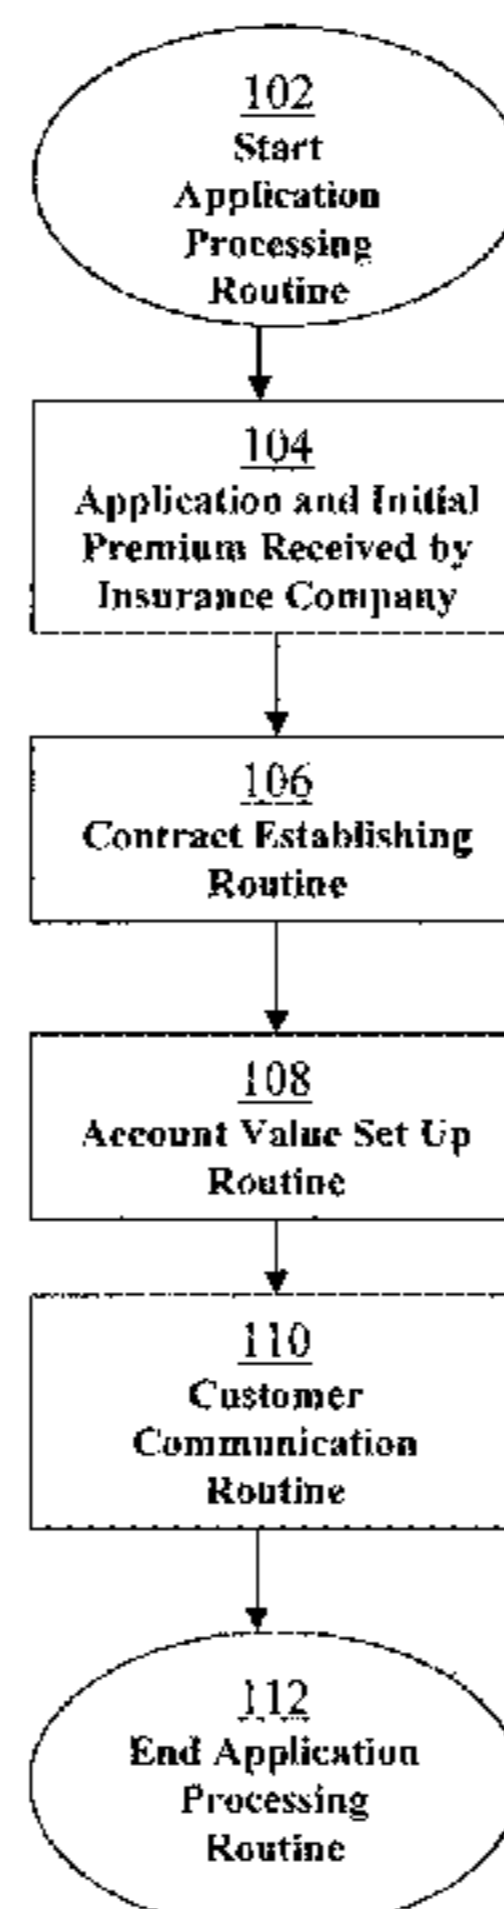 102
Start
Application
Processing
Routine
104
Application and Initial
Premium Received by
Insurance Company
106
Contract Establishing
Routine
108
Account Value Set Up
Routine
110
Customer
Communication
Routine
112
End Application
Processing
Routine